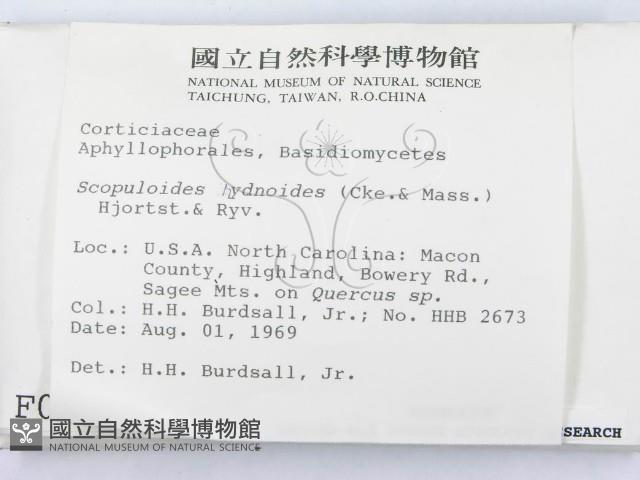 國立自然科學博物館
NATIONAL MUSEUM OF NATURAL SCIENCE
TAICHUNG, TAIWAN, R.O.CHINA
Corticiaceae
Aphyllophorales, Basidiomycetes
Scopuloides hydnoides (Cke.& Mass.)
Hjortst.& Ryv.
Loc.: U.S.A. North Carolina: Macon
County, Highland, Bowery Rd.,
Sagee Mts. on Quercus sp.
Col.: H.H. Burdsall, Jr.; No. HHB 2673
Date: Aug. 01, 1969
Det.: H.H. Burdsall, Jr.
國立自然科學博物館
NATIONAL MUSEUM OF NATURAL SCIENCE